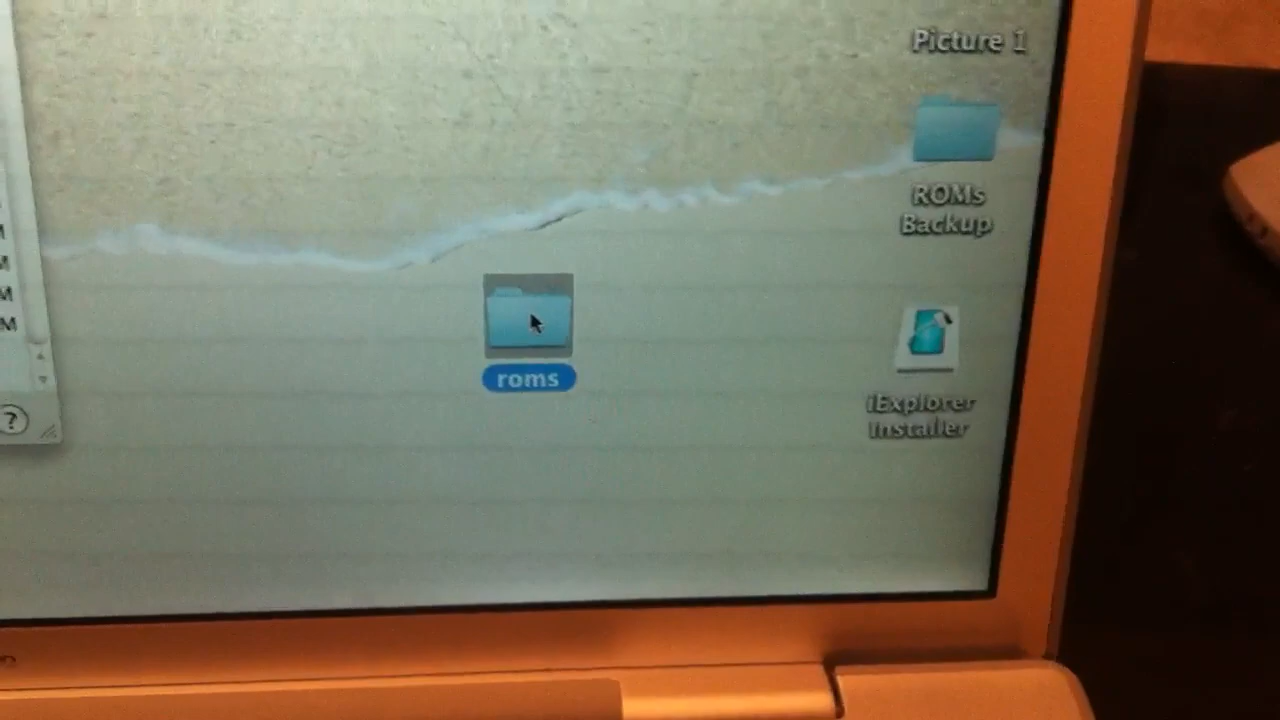 Picture 1
ROMs
Backup
M
M
M
roms
iExplorer
Installer
?